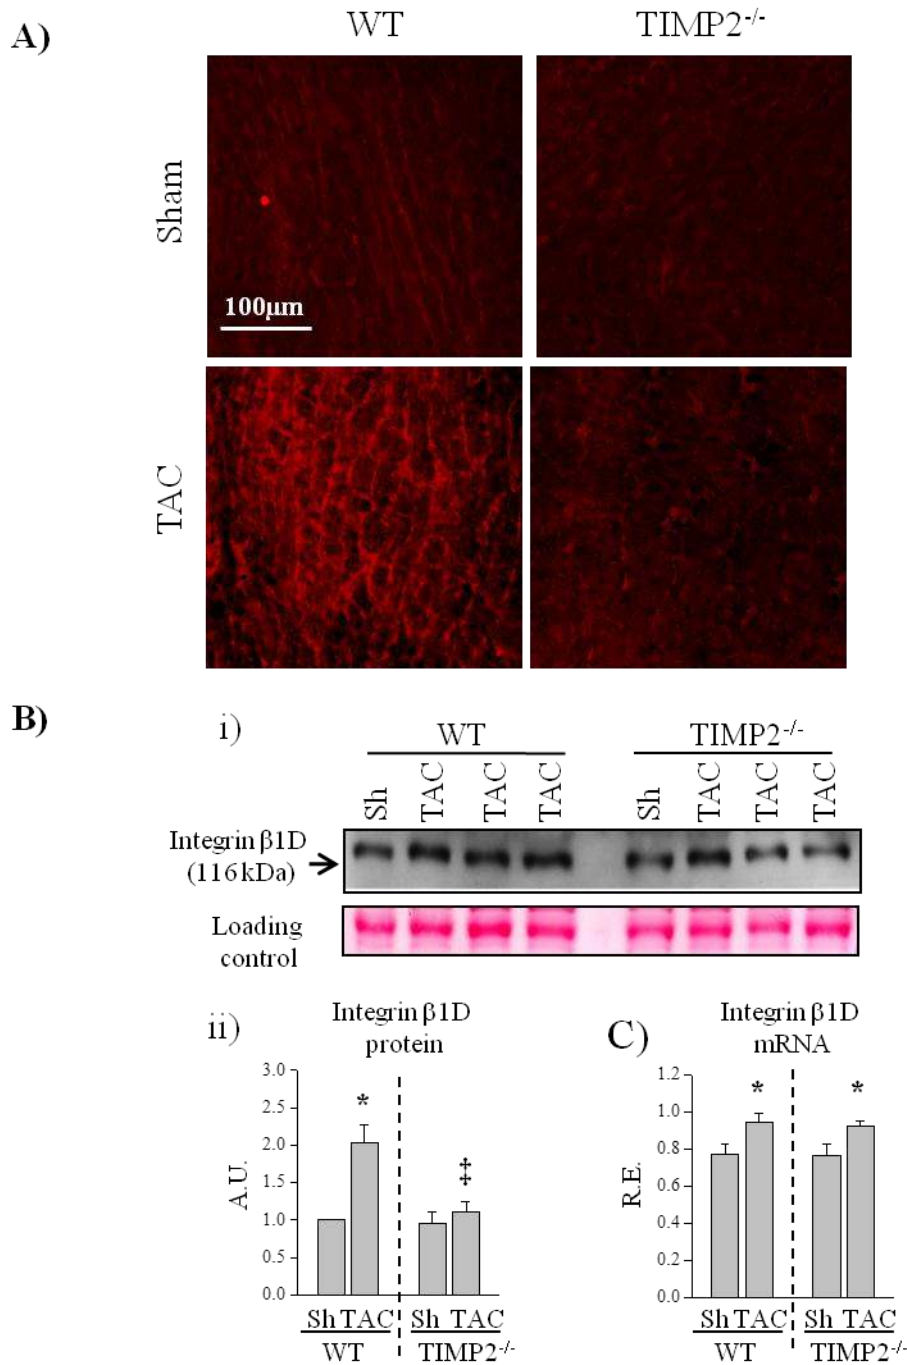 A)
WT TIMP2-/-
Sham
100µm
TAC
B)
i)
WT TIMP2-/-
Sh TAC TAC TAC Sh TAC TAC TAC
Integrin β1D
(116 kDa)
Loading
control
ii)
Integrin β1D
protein
3.0
2.5
2.0
1.5
1.0
0.5
0.0
A.U.
*
‡
Sh TAC Sh TAC
WT TIMP2-/-
C)
Integrin β1D
mRNA
1.2
1.0
0.8
0.6
0.4
0.2
0.0
R.E.
* *
Sh TAC Sh TAC
WT TIMP2-/-